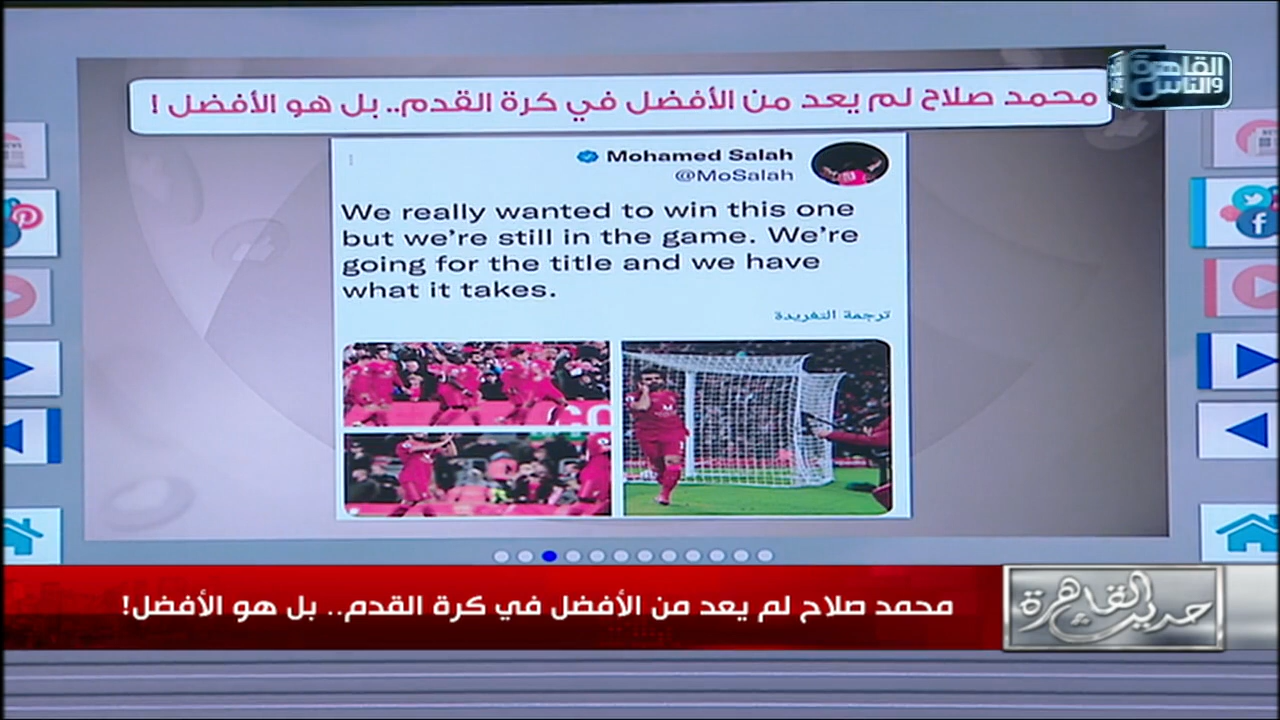 القاهرة
والناس
محمد صلاح لم يعد من الأفضل في كرة القدم.. بل هو الأفضل !
Mohamed Salah
@MoSalah
We really wanted to win this one
but we're still in the game. We're
going for the title and we have
what it takes.
ترجمة التغريدة
محمد صلاح لم يعد من الأفضل في كرة القدم.. بل هو الأفضل!
حديث القاهرة